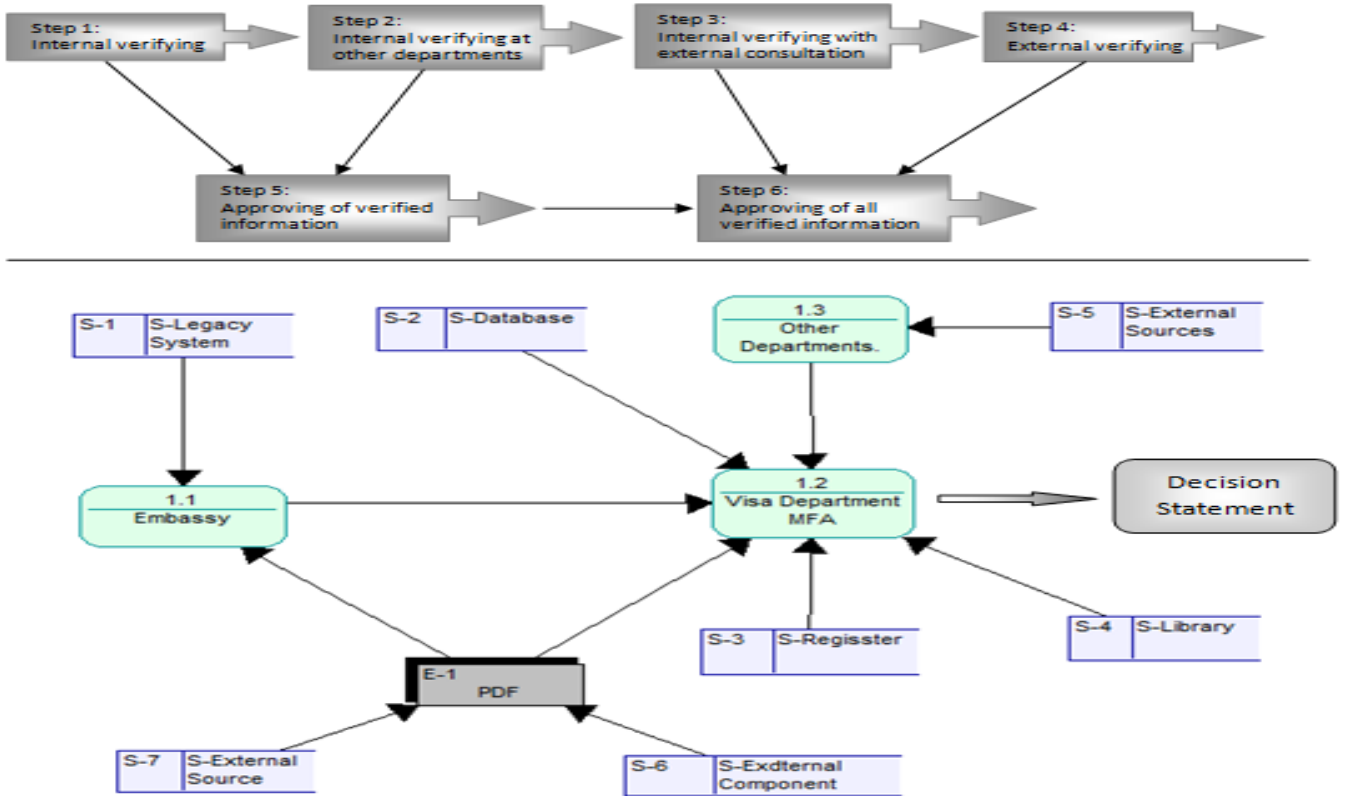 Step 1:
Internal verifying
Step 2:
Internal verifying at
other departments
Step 3:
Internal verifying with
external consultation
Step 4:
External verifying
Step 5:
Approving of verified
information
Step 6:
Approving of all
verified information
S-1
S-Legacy
System
S-2
S-Database
1.3
Other
Departments.
S-5
S-External
Sources
1.1
Embassy
1.2
Visa Department
MFA
Decision
Statement
S-3
S-Regisster
S-4
S-Library
E-1
PDF
S-7
S-External
Source
S-6
S-Exdternal
Component